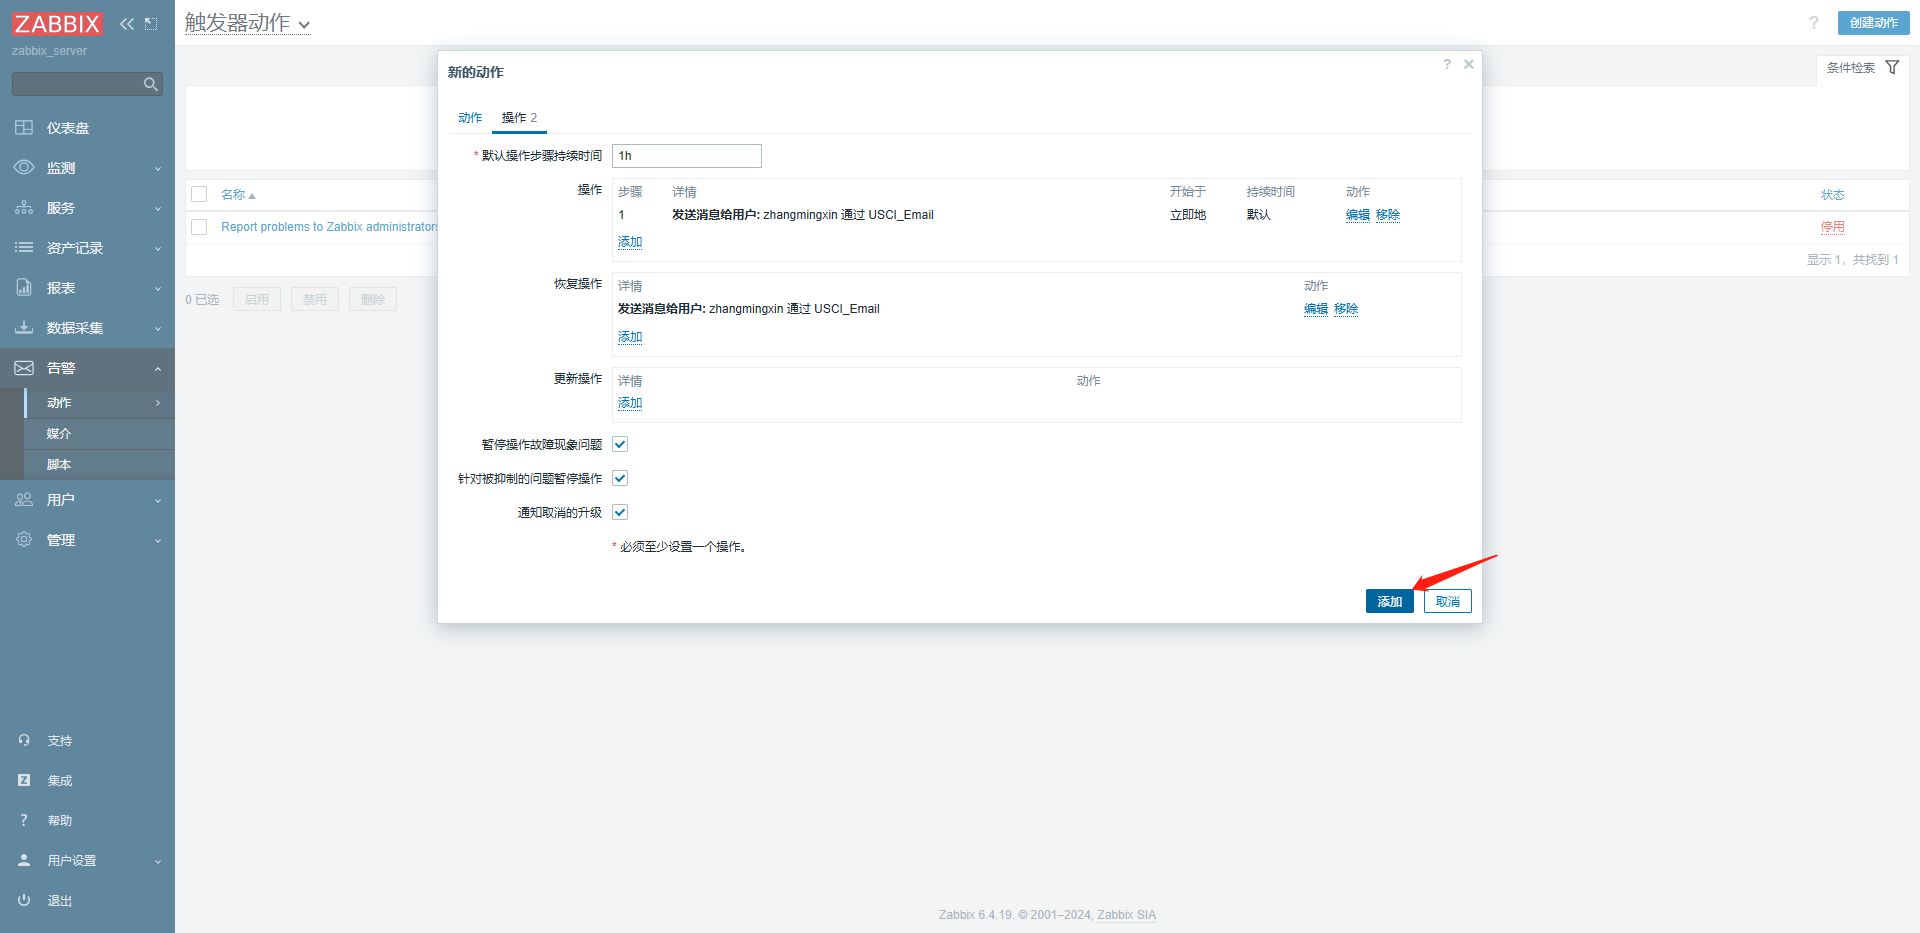 ZABBIX
zabbix_server
仪表盘
监测
服务
资产记录
报表
数据采集
告警
动作
媒介
脚本
用户
管理
支持
集成
帮助
用户设置
退出
触发器动作
? 创建动作
条件检索
名称
状态
Report problems to Zabbix administrators
停用
显示 1，共找到 1
0 已选 启用 禁用 删除
新的动作
?
动作 操作 2
* 默认操作步骤持续时间 1h
操作 步骤 详情 开始于 持续时间 动作
1 发送消息给用户: zhangmingxin 通过 USCI_Email 立即地 默认 编辑 移除
添加
恢复操作 详情 动作
发送消息给用户: zhangmingxin 通过 USCI_Email 编辑 移除
添加
更新操作 详情 动作
添加
暂停操作故障现象问题
针对被抑制的问题暂停操作
通知取消的升级
* 必须至少设置一个操作。
添加 取消
Zabbix 6.4.19. © 2001–2024, Zabbix SIA